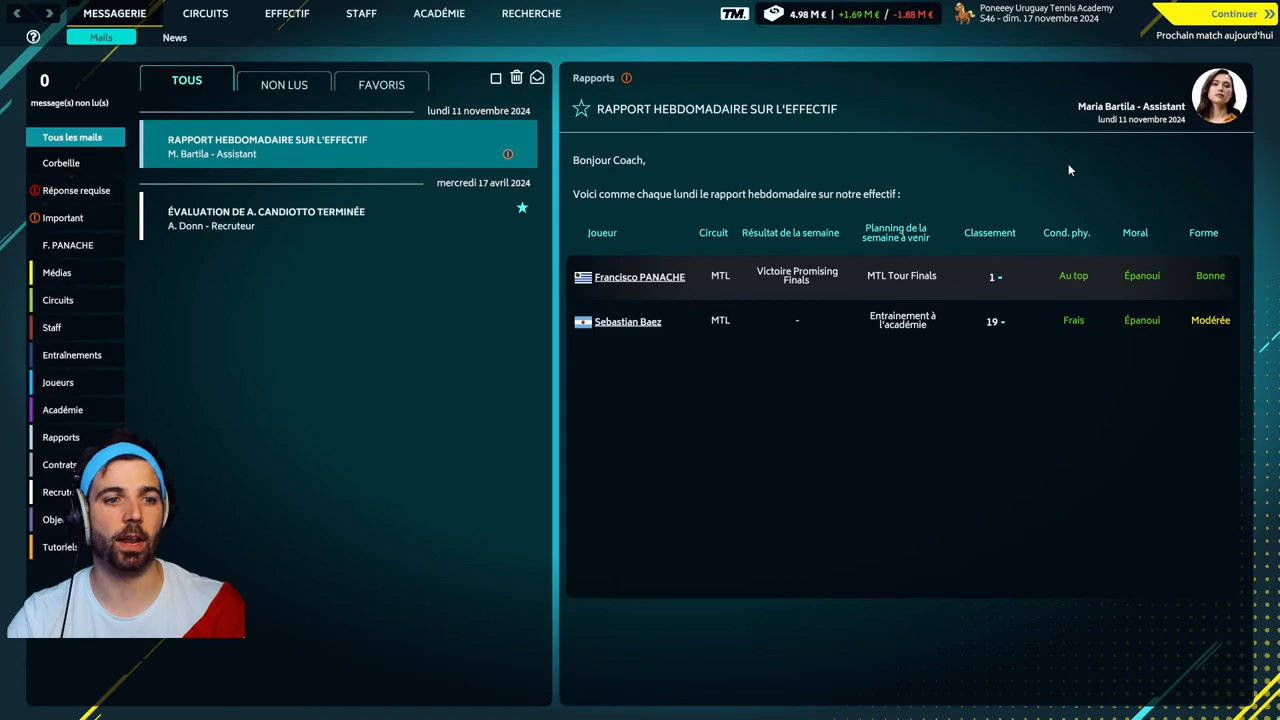 MESSAGERIE CIRCUITS EFFECTIF STAFF ACADÉMIE RECHERCHE
TM. 4.98 M € | +1.69 M € / -1.88 M €
Poneeey Uruguay Tennis Academy
S46 - dim. 17 novembre 2024
Continuer
Prochain match aujourd'hui
Mails News
0
message(s) non lu(s)
Tous les mails
Corbeille
Réponse requise
Important
F. PANACHE
Médias
Circuits
Staff
Entraînements
Joueurs
Académie
Rapports
Contrats
Tutoriels
TOUS NON LUS FAVORIS
lundi 11 novembre 2024
RAPPORT HEBDOMADAIRE SUR L'EFFECTIF
M. Bartila - Assistant
mercredi 17 avril 2024
ÉVALUATION DE A. CANDIOTTO TERMINÉE
A. Donn - Recruteur
Rapports
RAPPORT HEBDOMADAIRE SUR L'EFFECTIF
Maria Bartila - Assistant
lundi 11 novembre 2024
Bonjour Coach,
Voici comme chaque lundi le rapport hebdomadaire sur notre effectif :
Joueur Circuit Résultat de la semaine Planning de la semaine à venir Classement Cond. phy. Moral Forme
Francisco PANACHE MTL Victoire Promising Finals MTL Tour Finals 1 - Au top Épanoui Bonne
Sebastian Baez MTL - Entrainement à l'académie 19 - Frais Épanoui Modérée